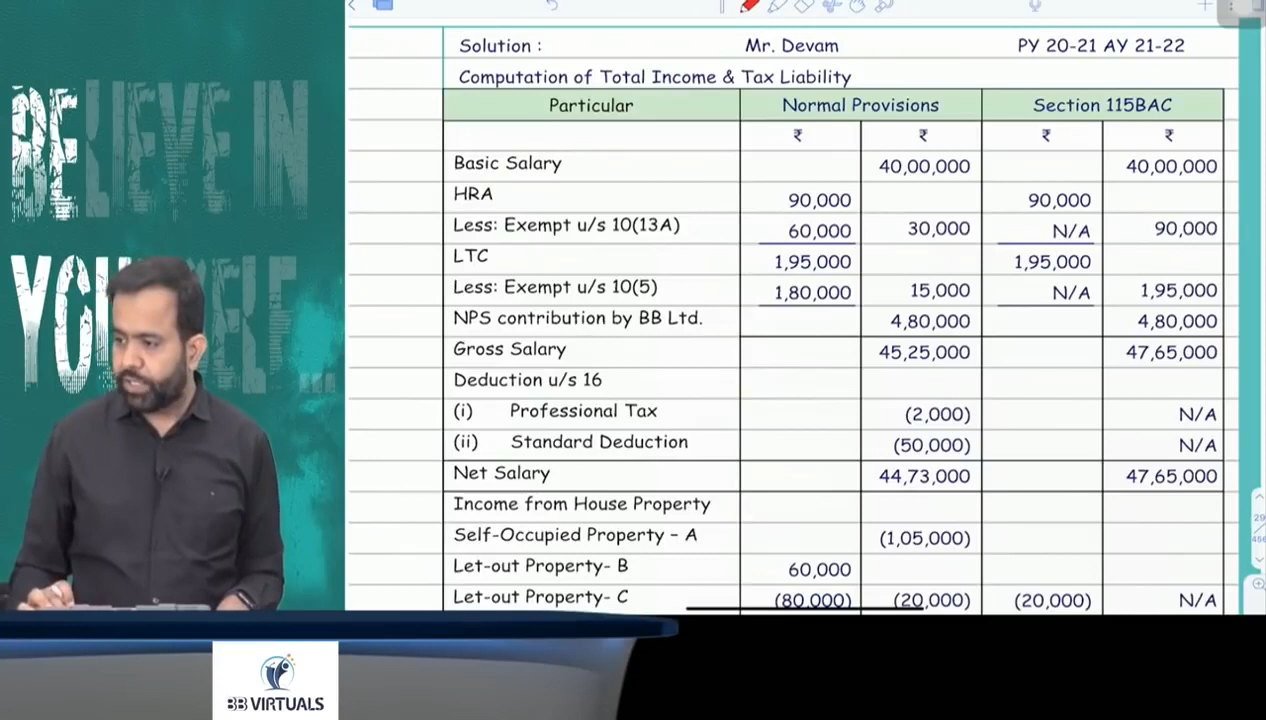 BELIEVE IN
YOURSELF...
Solution : Mr. Devam PY 20-21 AY 21-22
Computation of Total Income & Tax Liability
Particular Normal Provisions Section 115BAC
₹ ₹ ₹ ₹
Basic Salary 40,00,000 40,00,000
HRA 90,000 90,000
Less: Exempt u/s 10(13A) 60,000 30,000 N/A 90,000
LTC 1,95,000 1,95,000
Less: Exempt u/s 10(5) 1,80,000 15,000 N/A 1,95,000
NPS contribution by BB Ltd. 4,80,000 4,80,000
Gross Salary 45,25,000 47,65,000
Deduction u/s 16
(i) Professional Tax (2,000) N/A
(ii) Standard Deduction (50,000) N/A
Net Salary 44,73,000 47,65,000
Income from House Property
Self-Occupied Property – A (1,05,000)
Let-out Property- B 60,000
Let-out Property- C (80,000) (20,000) (20,000) N/A
BB VIRTUALS